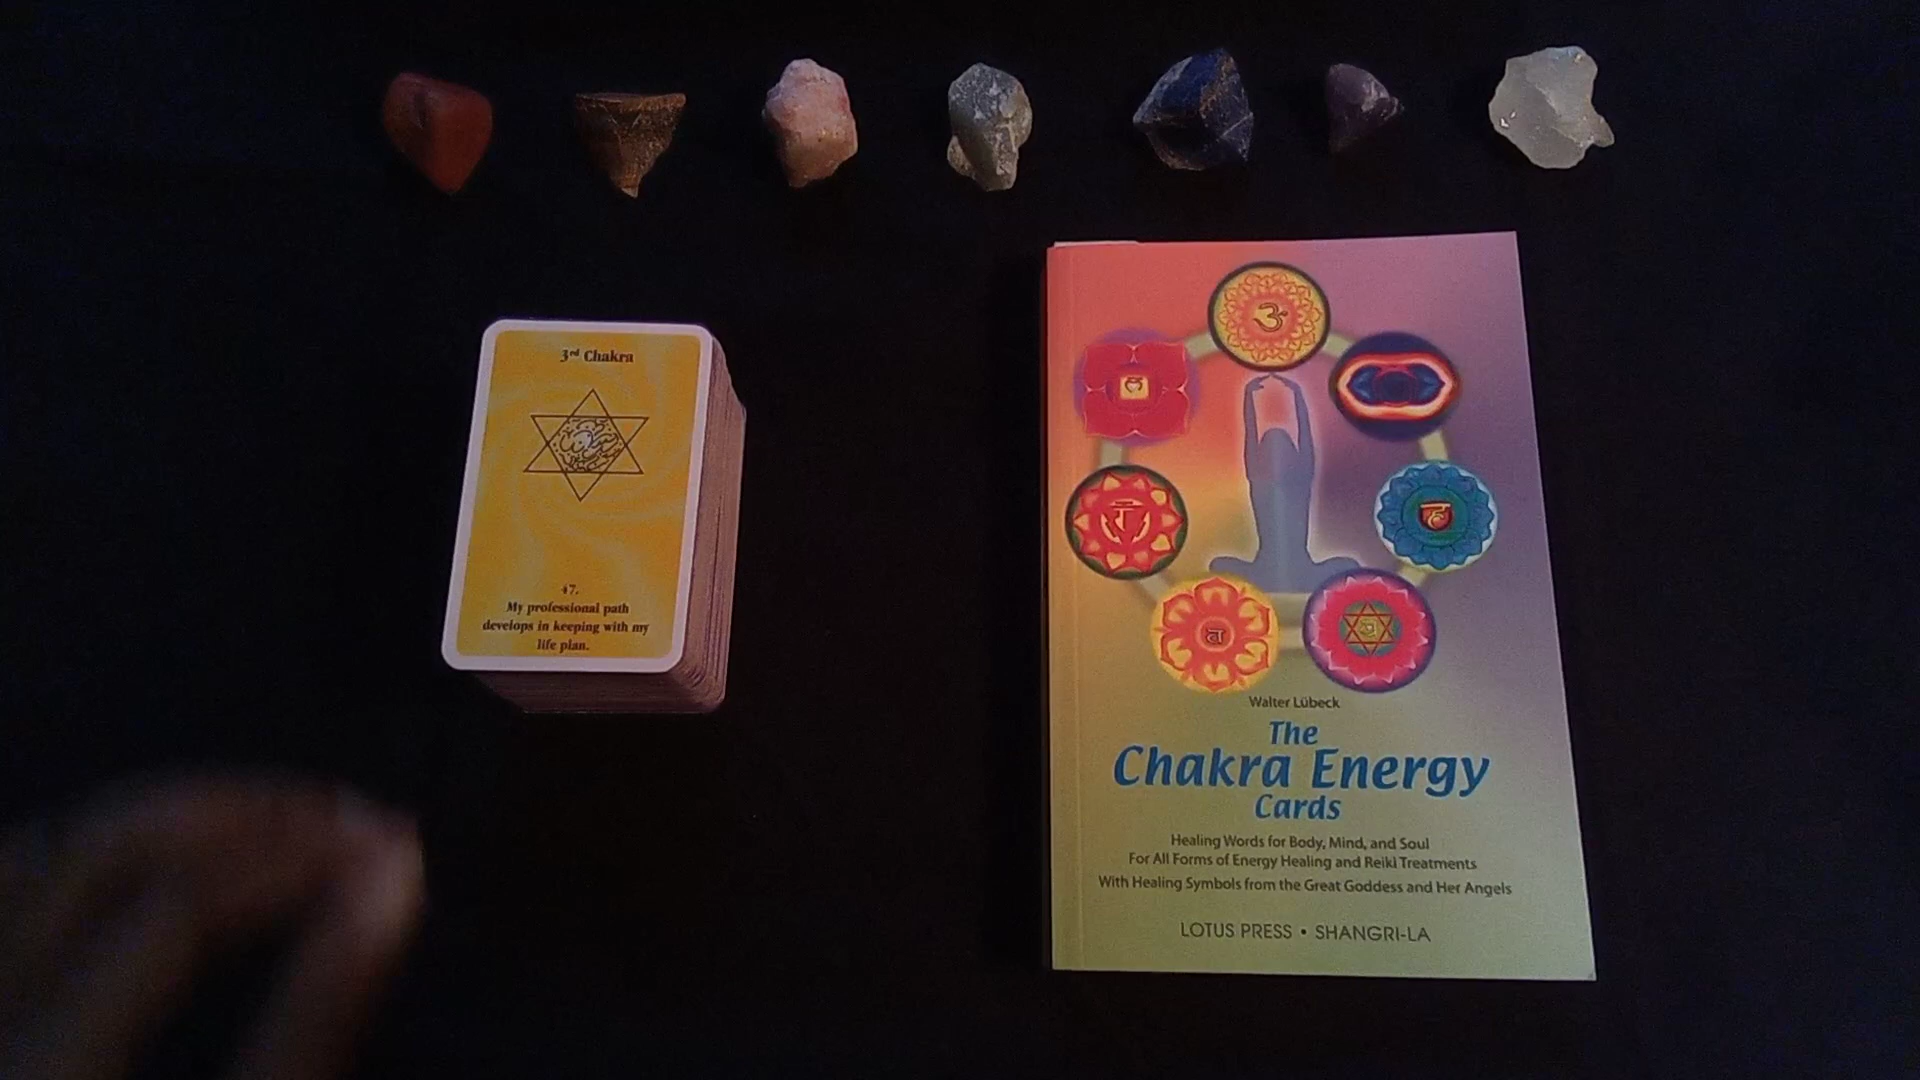 3rd Chakra
47.
My professional path
develops in keeping with my
life plan.
Walter Lübeck
The
Chakra Energy
Cards
Healing Words for Body, Mind, and Soul
For All Forms of Energy Healing and Reiki Treatments
With Healing Symbols from the Great Goddess and Her Angels
LOTUS PRESS • SHANGRI-LA